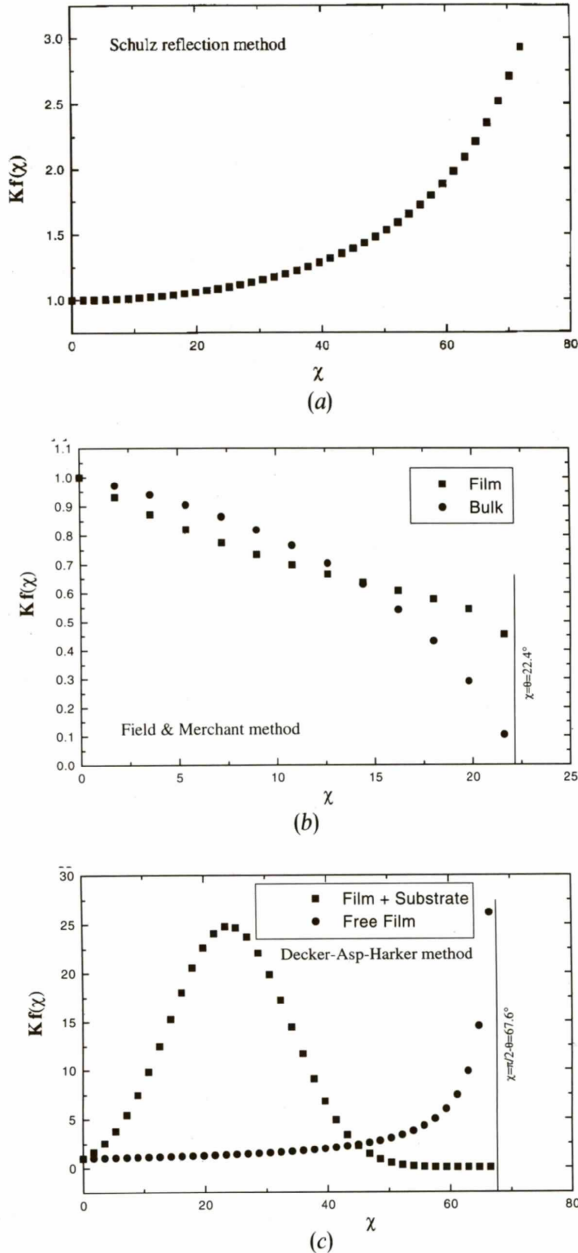 Schulz reflection method
3.0
2.5
2.0
1.5
1.0
Kf(χ)
0 20 40 60 80
χ
(a)
1.0
0.9
0.8
0.7
0.6
0.5
0.4
0.3
0.2
0.1
0.0
Kf(χ)
Film
Bulk
χ=θ=22.4°
Field & Merchant method
0 5 10 15 20 25
χ
(b)
30
25
20
15
10
5
0
Kf(χ)
Film + Substrate
Free Film
Decker-Asp-Harker method
χ=π/2-θ=67.6°
0 20 40 60 80
χ
(c)